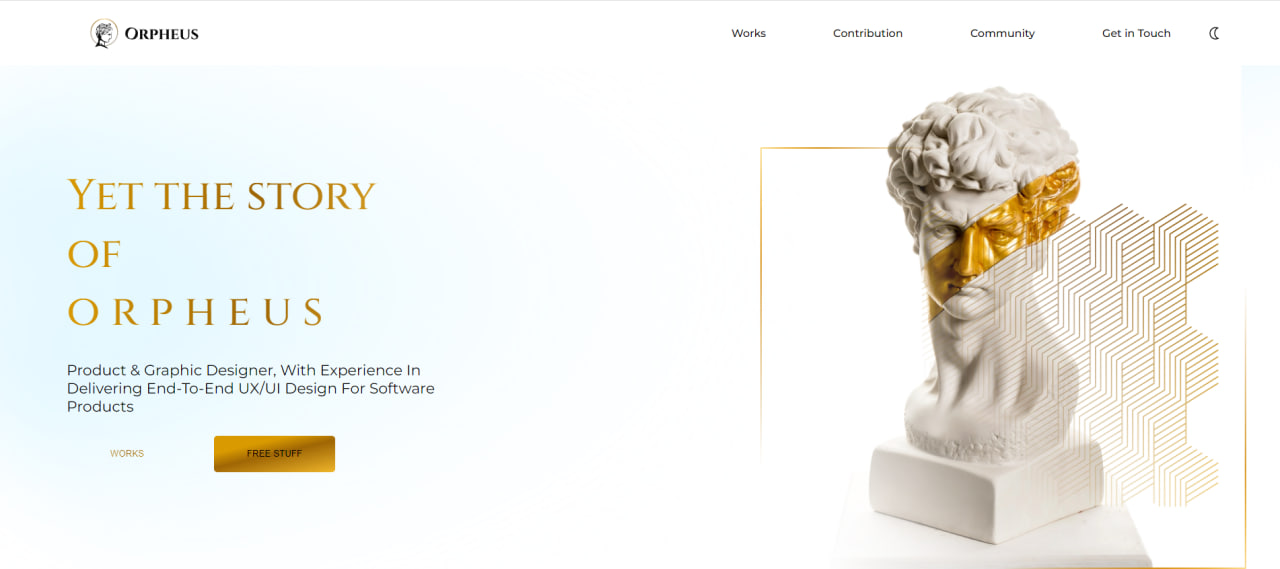 Orpheus
Works
Contribution
Community
Get in Touch
Yet the story
of
Orpheus
Product & Graphic Designer, With Experience In
Delivering End-To-End UX/UI Design For Software
Products
WORKS
FREE STUFF